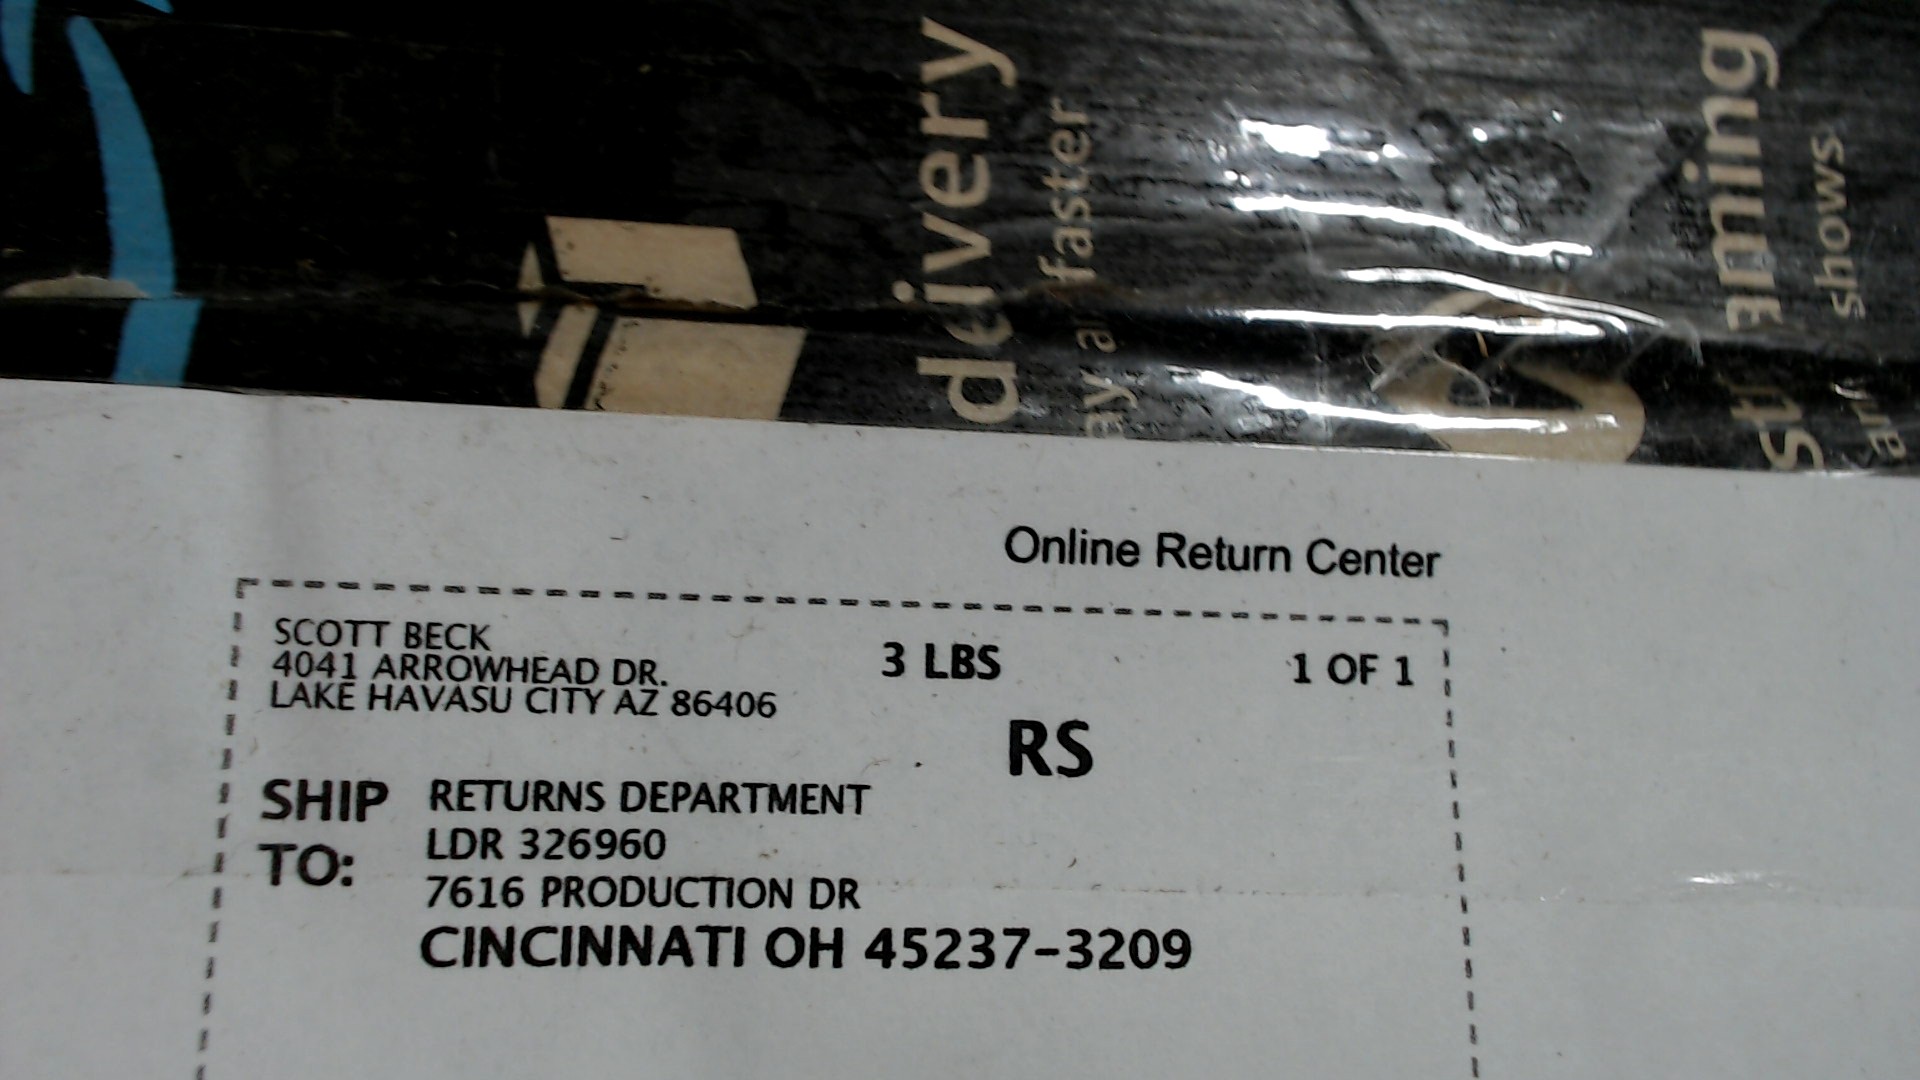 delivery
faster
shows
Online Return Center
SCOTT BECK
4041 ARROWHEAD DR.
LAKE HAVASU CITY AZ 86406
3 LBS
1 OF 1
RS
SHIP TO:
RETURNS DEPARTMENT
LDR 326960
7616 PRODUCTION DR
CINCINNATI OH 45237-3209